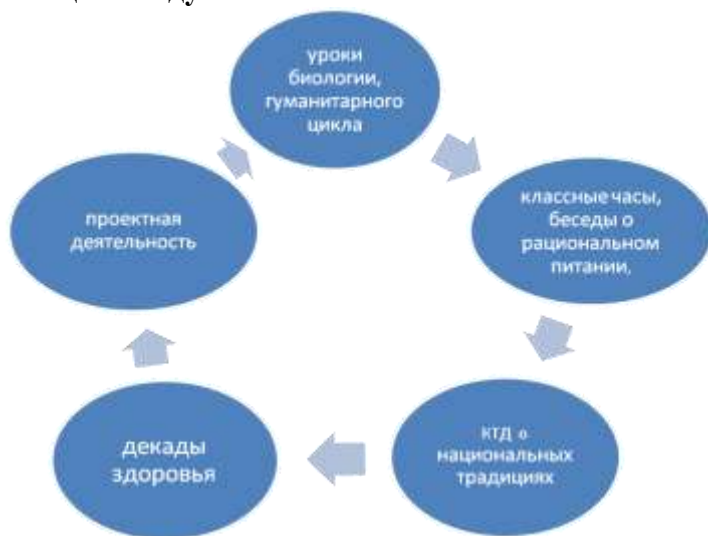 уроки
биологии,
гуманитарного
цикла
классные часы,
беседы о
рациональном
питании,
КТД о
национальных
традициях
декады
здоровья
проектная
деятельность